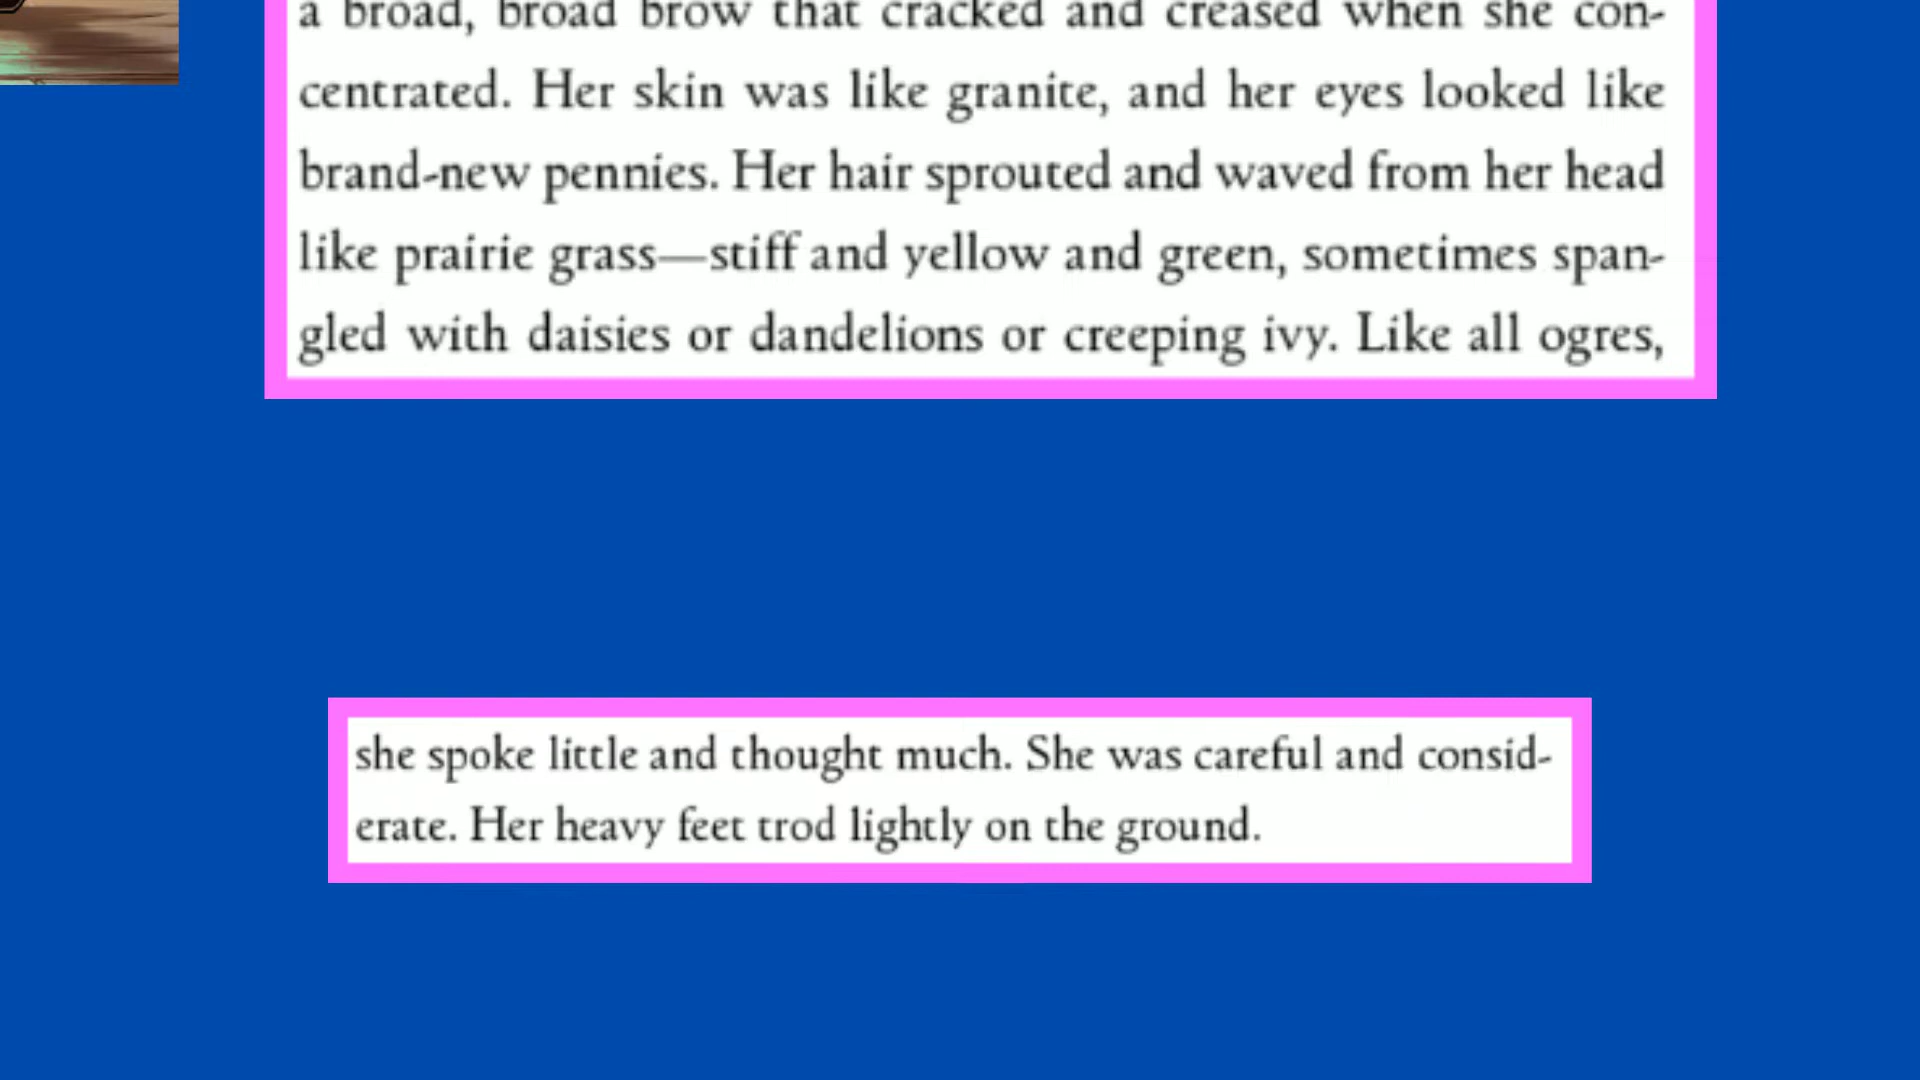 a broad, broad brow that cracked and creased when she con-
centrated. Her skin was like granite, and her eyes looked like
brand-new pennies. Her hair sprouted and waved from her head
like prairie grass—stiff and yellow and green, sometimes span-
gled with daisies or dandelions or creeping ivy. Like all ogres,
she spoke little and thought much. She was careful and consid-
erate. Her heavy feet trod lightly on the ground.